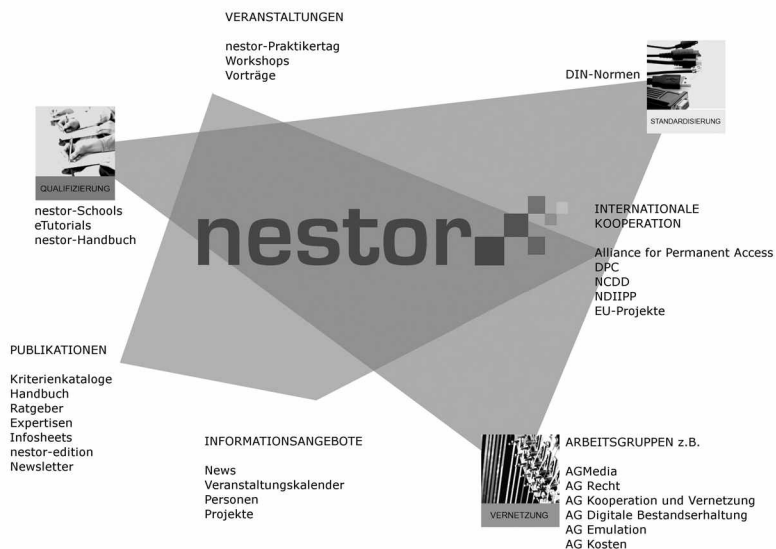 VERANSTALTUNGEN
nestor-Praktikertag
Workshops
Vorträge
DIN-Normen
STANDARDISIERUNG
QUALIFIZIERUNG
nestor-Schools
eTutorials
nestor-Handbuch
nestor
INTERNATIONALE
KOOPERATION
Alliance for Permanent Access
DPC
NCDD
NDIIPP
EU-Projekte
PUBLIKATIONEN
Kriterienkataloge
Handbuch
Ratgeber
Expertisen
Infosheets
nestor-edition
Newsletter
INFORMATIONSANGEBOTE
News
Veranstaltungskalender
Personen
Projekte
VERNETZUNG
ARBEITSGRUPPEN z.B.
AGMedia
AG Recht
AG Kooperation und Vernetzung
AG Digitale Bestandserhaltung
AG Emulation
AG Kosten